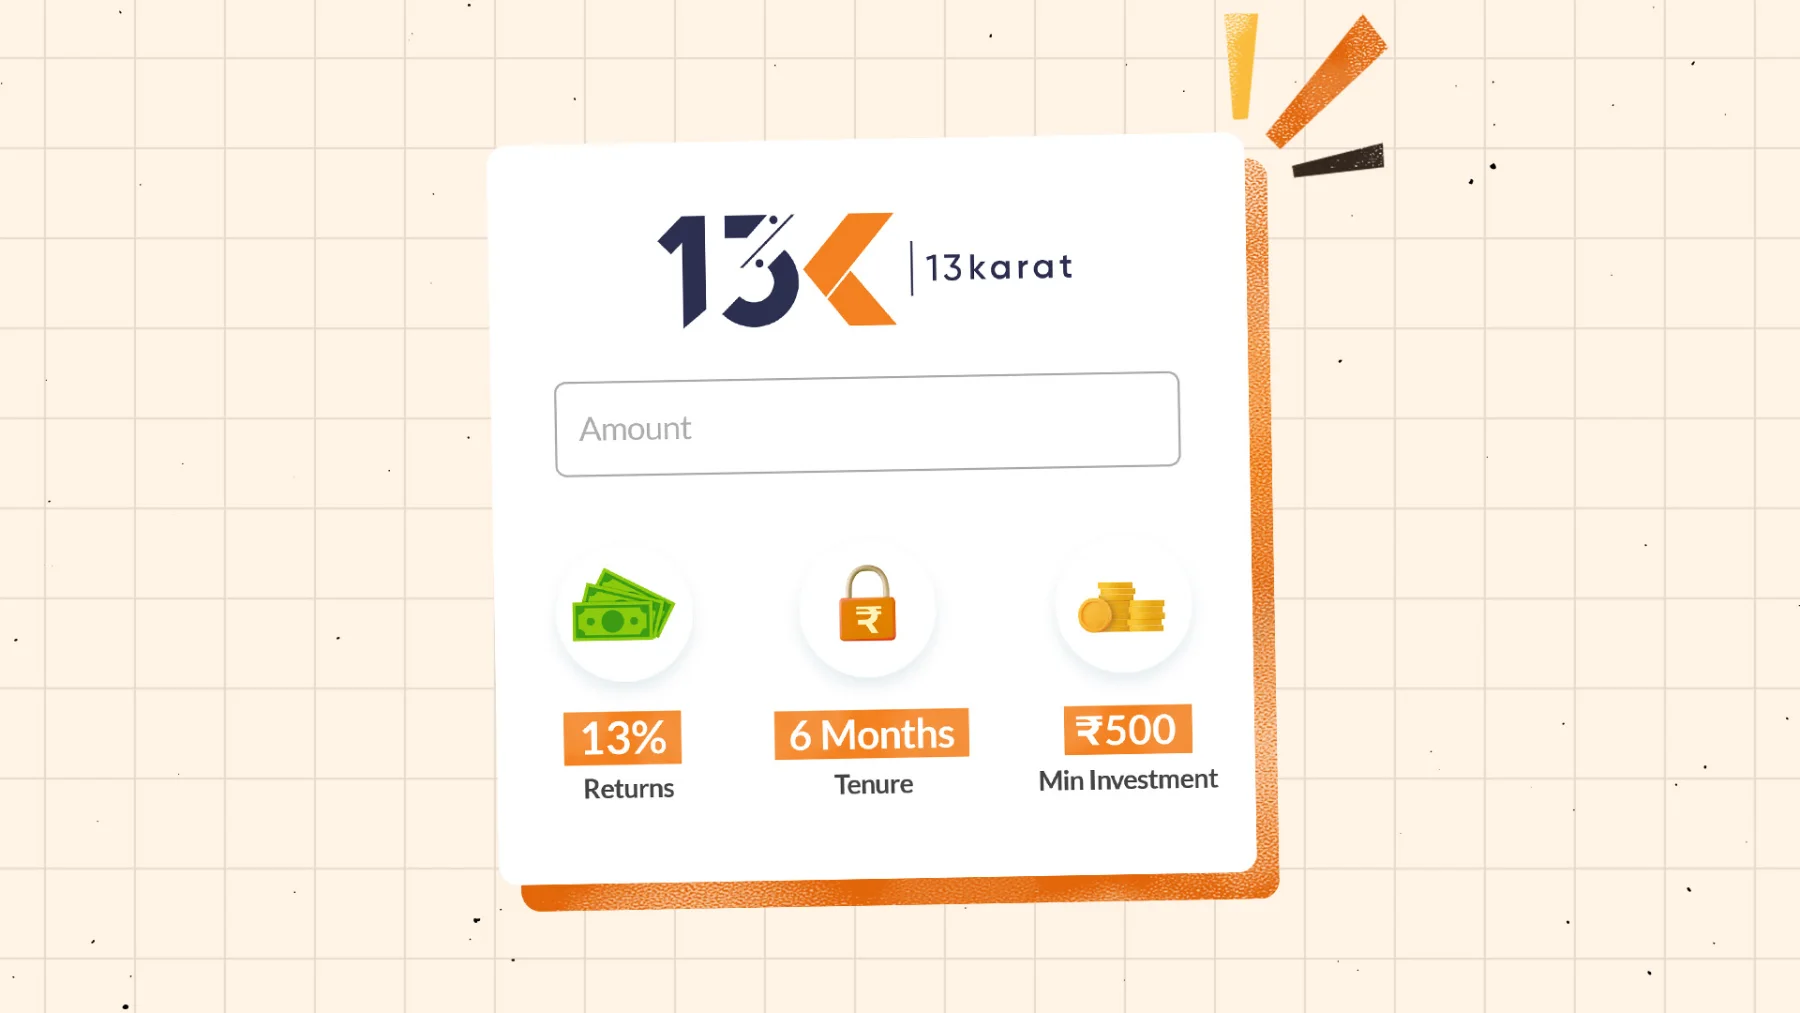 13K | 13karat
Amount
13% 6 Months ₹500
Returns Tenure Min Investment